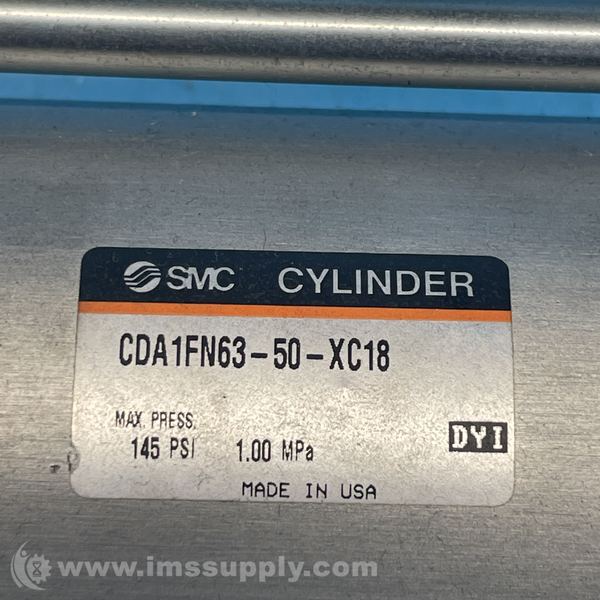 SMC CYLINDER
CDA1FN63-50-XC18
MAX. PRESS.
145 PSI 1.00 MPa
DYI
MADE IN USA
www.imssupply.com